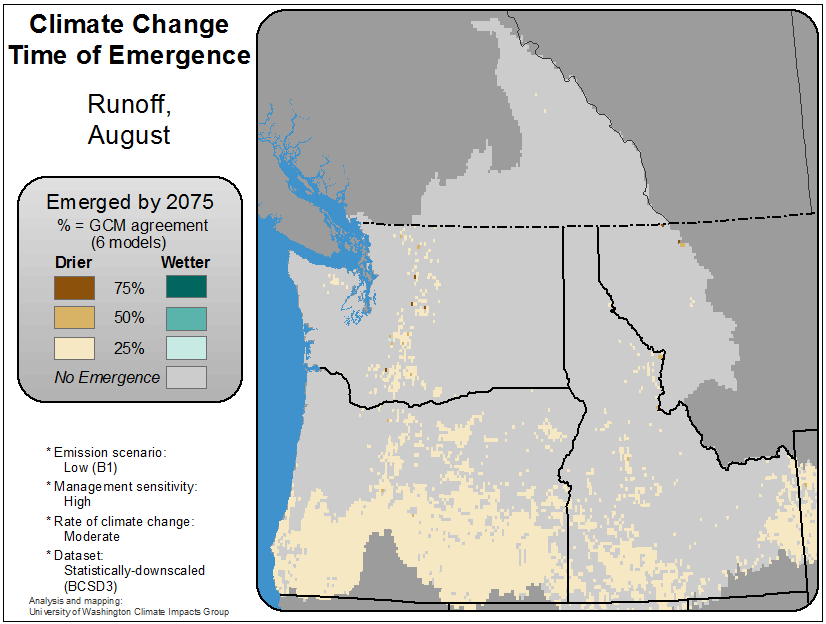 Climate Change
Time of Emergence
Runoff,
August
Emerged by 2075
% = GCM agreement
(6 models)
Drier Wetter
75%
50%
25%
No Emergence
* Emission scenario:
Low (B1)
* Management sensitivity:
High
* Rate of climate change:
Moderate
* Dataset:
Statistically-downscaled
(BCSD3)
Analysis and mapping:
University of Washington Climate Impacts Group